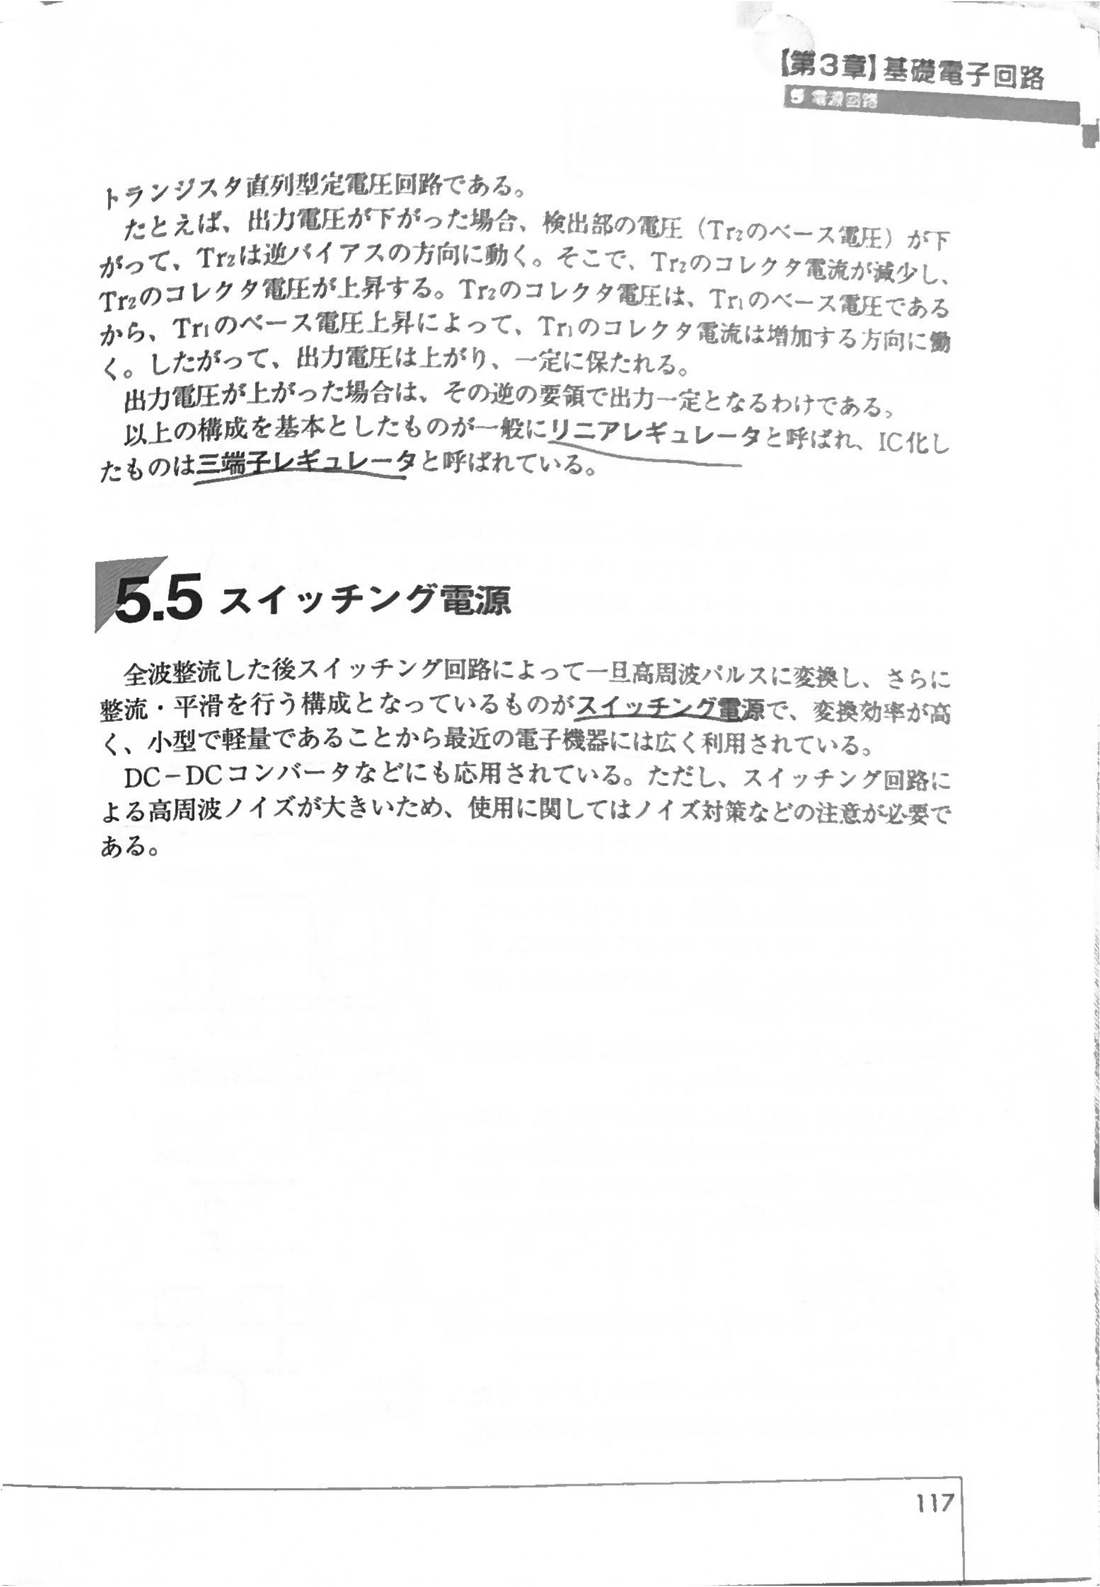 【第3章】基礎電子回路
5 電源回路
トランジスタ直列型定電圧回路である。
たとえば、出力電圧が下がった場合、検出部の電圧（Tr₂のベース電圧）が下
がって、Tr₂は逆バイアスの方向に動く。そこで、Tr₂のコレクタ電流が減少し、
Tr₂のコレクタ電圧が上昇する。Tr₂のコレクタ電圧は、Tr₁のベース電圧である
から、Tr₁のベース電圧上昇によって、Tr₁のコレクタ電流は増加する方向に働
く。したがって、出力電圧は上がり、一定に保たれる。
出力電圧が上がった場合は、その逆の要領で出力一定となるわけである。
以上の構成を基本としたものが一般にリニアレギュレータと呼ばれ、IC化し
たものは三端子レギュレータと呼ばれている。
5.5 スイッチング電源
全波整流した後スイッチング回路によって一旦高周波パルスに変換し、さらに
整流・平滑を行う構成となっているものがスイッチング電源で、変換効率が高
く、小型で軽量であることから最近の電子機器には広く利用されている。
DC－DCコンバータなどにも応用されている。ただし、スイッチング回路に
よる高周波ノイズが大きいため、使用に関してはノイズ対策などの注意が必要で
ある。
117